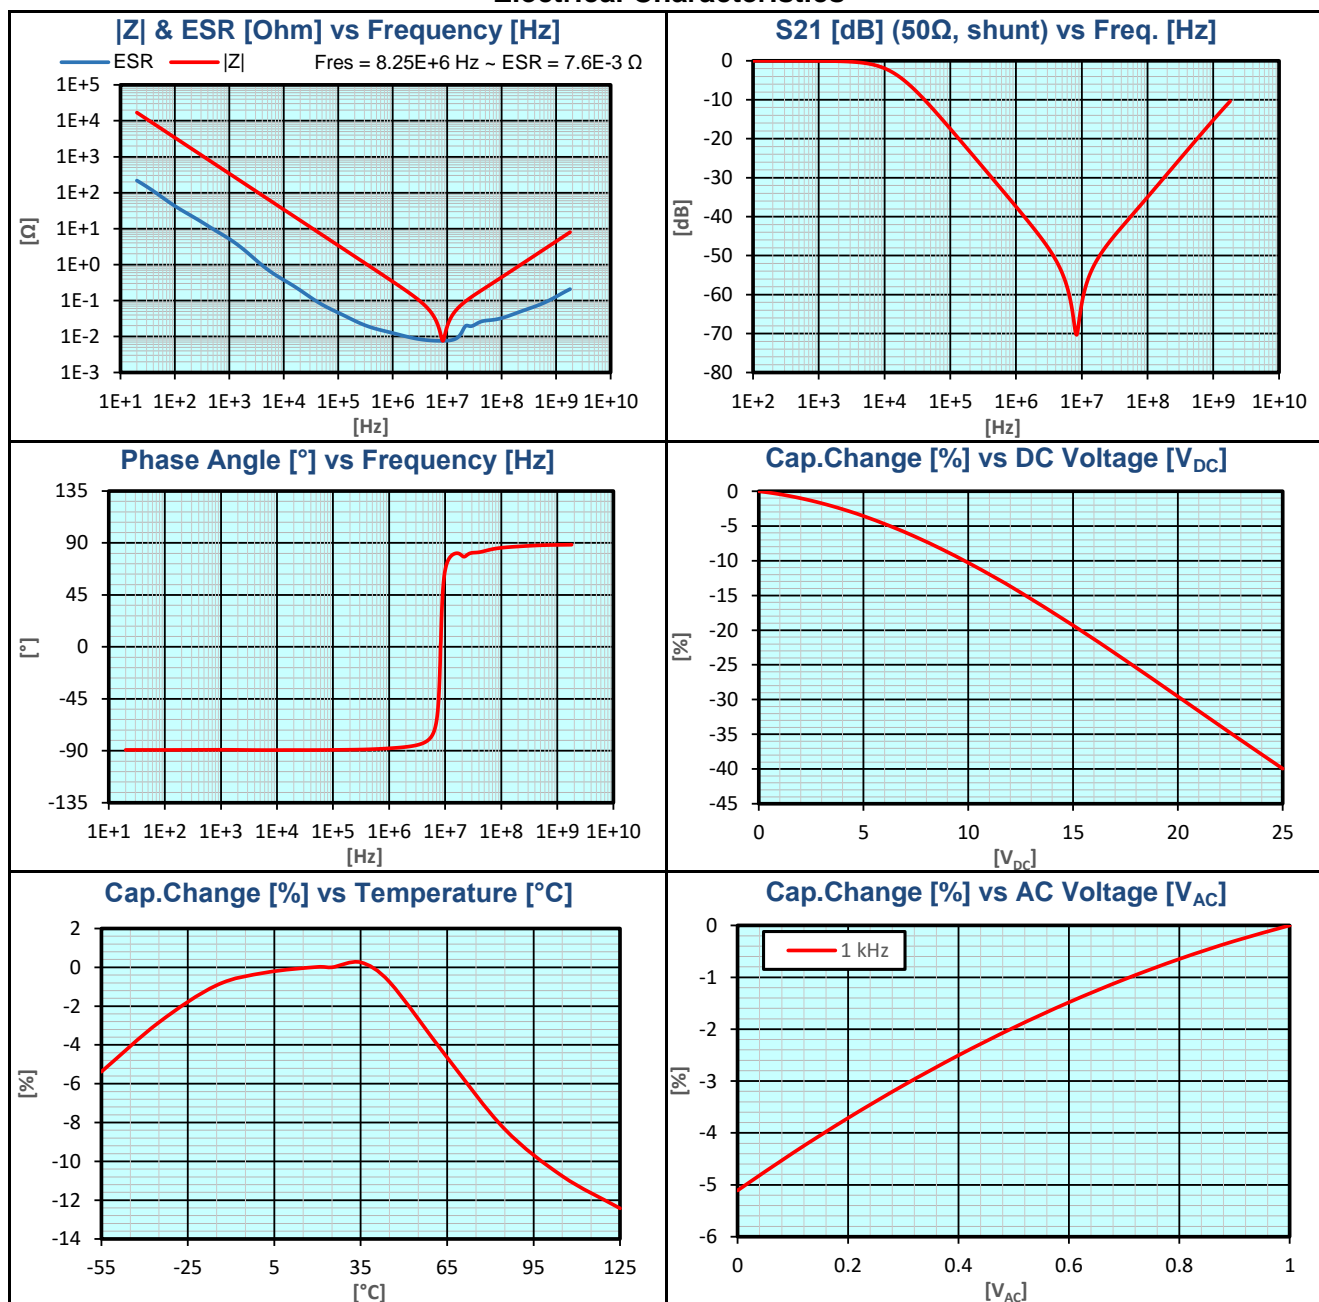 Electrical Characteristics
|Z| & ESR [Ohm] vs Frequency [Hz]
ESR |Z| Fres = 8.25E+6 Hz ~ ESR = 7.6E-3 Ω
1E+5
1E+4
1E+3
1E+2
1E+1
1E+0
1E-1
1E-2
1E-3
[Ω]
1E+1 1E+2 1E+3 1E+4 1E+5 1E+6 1E+7 1E+8 1E+9 1E+10
[Hz]
S21 [dB] (50Ω, shunt) vs Freq. [Hz]
0
-10
-20
-30
-40
-50
-60
-70
-80
[dB]
1E+2 1E+3 1E+4 1E+5 1E+6 1E+7 1E+8 1E+9 1E+10
[Hz]
Phase Angle [°] vs Frequency [Hz]
135
90
45
0
-45
-90
-135
[°]
1E+1 1E+2 1E+3 1E+4 1E+5 1E+6 1E+7 1E+8 1E+9 1E+10
[Hz]
Cap.Change [%] vs DC Voltage [VDC]
0
-5
-10
-15
-20
-25
-30
-35
-40
-45
[%]
0 5 10 15 20 25
[VDC]
Cap.Change [%] vs Temperature [°C]
2
0
-2
-4
-6
-8
-10
-12
-14
[%]
-55 -25 5 35 65 95 125
[°C]
Cap.Change [%] vs AC Voltage [VAC]
1 kHz
0
-1
-2
-3
-4
-5
-6
[%]
0 0.2 0.4 0.6 0.8 1
[VAC]